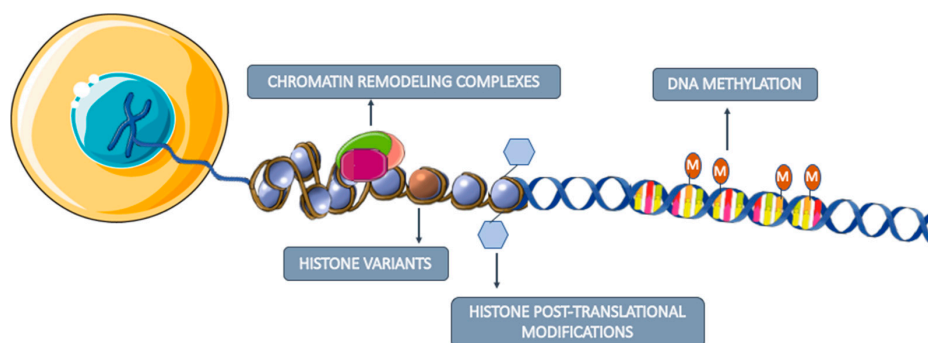 CHROMATIN REMODELING COMPLEXES
DNA METHYLATION
M
M
M
M
HISTONE VARIANTS
HISTONE POST-TRANSLATIONAL
MODIFICATIONS